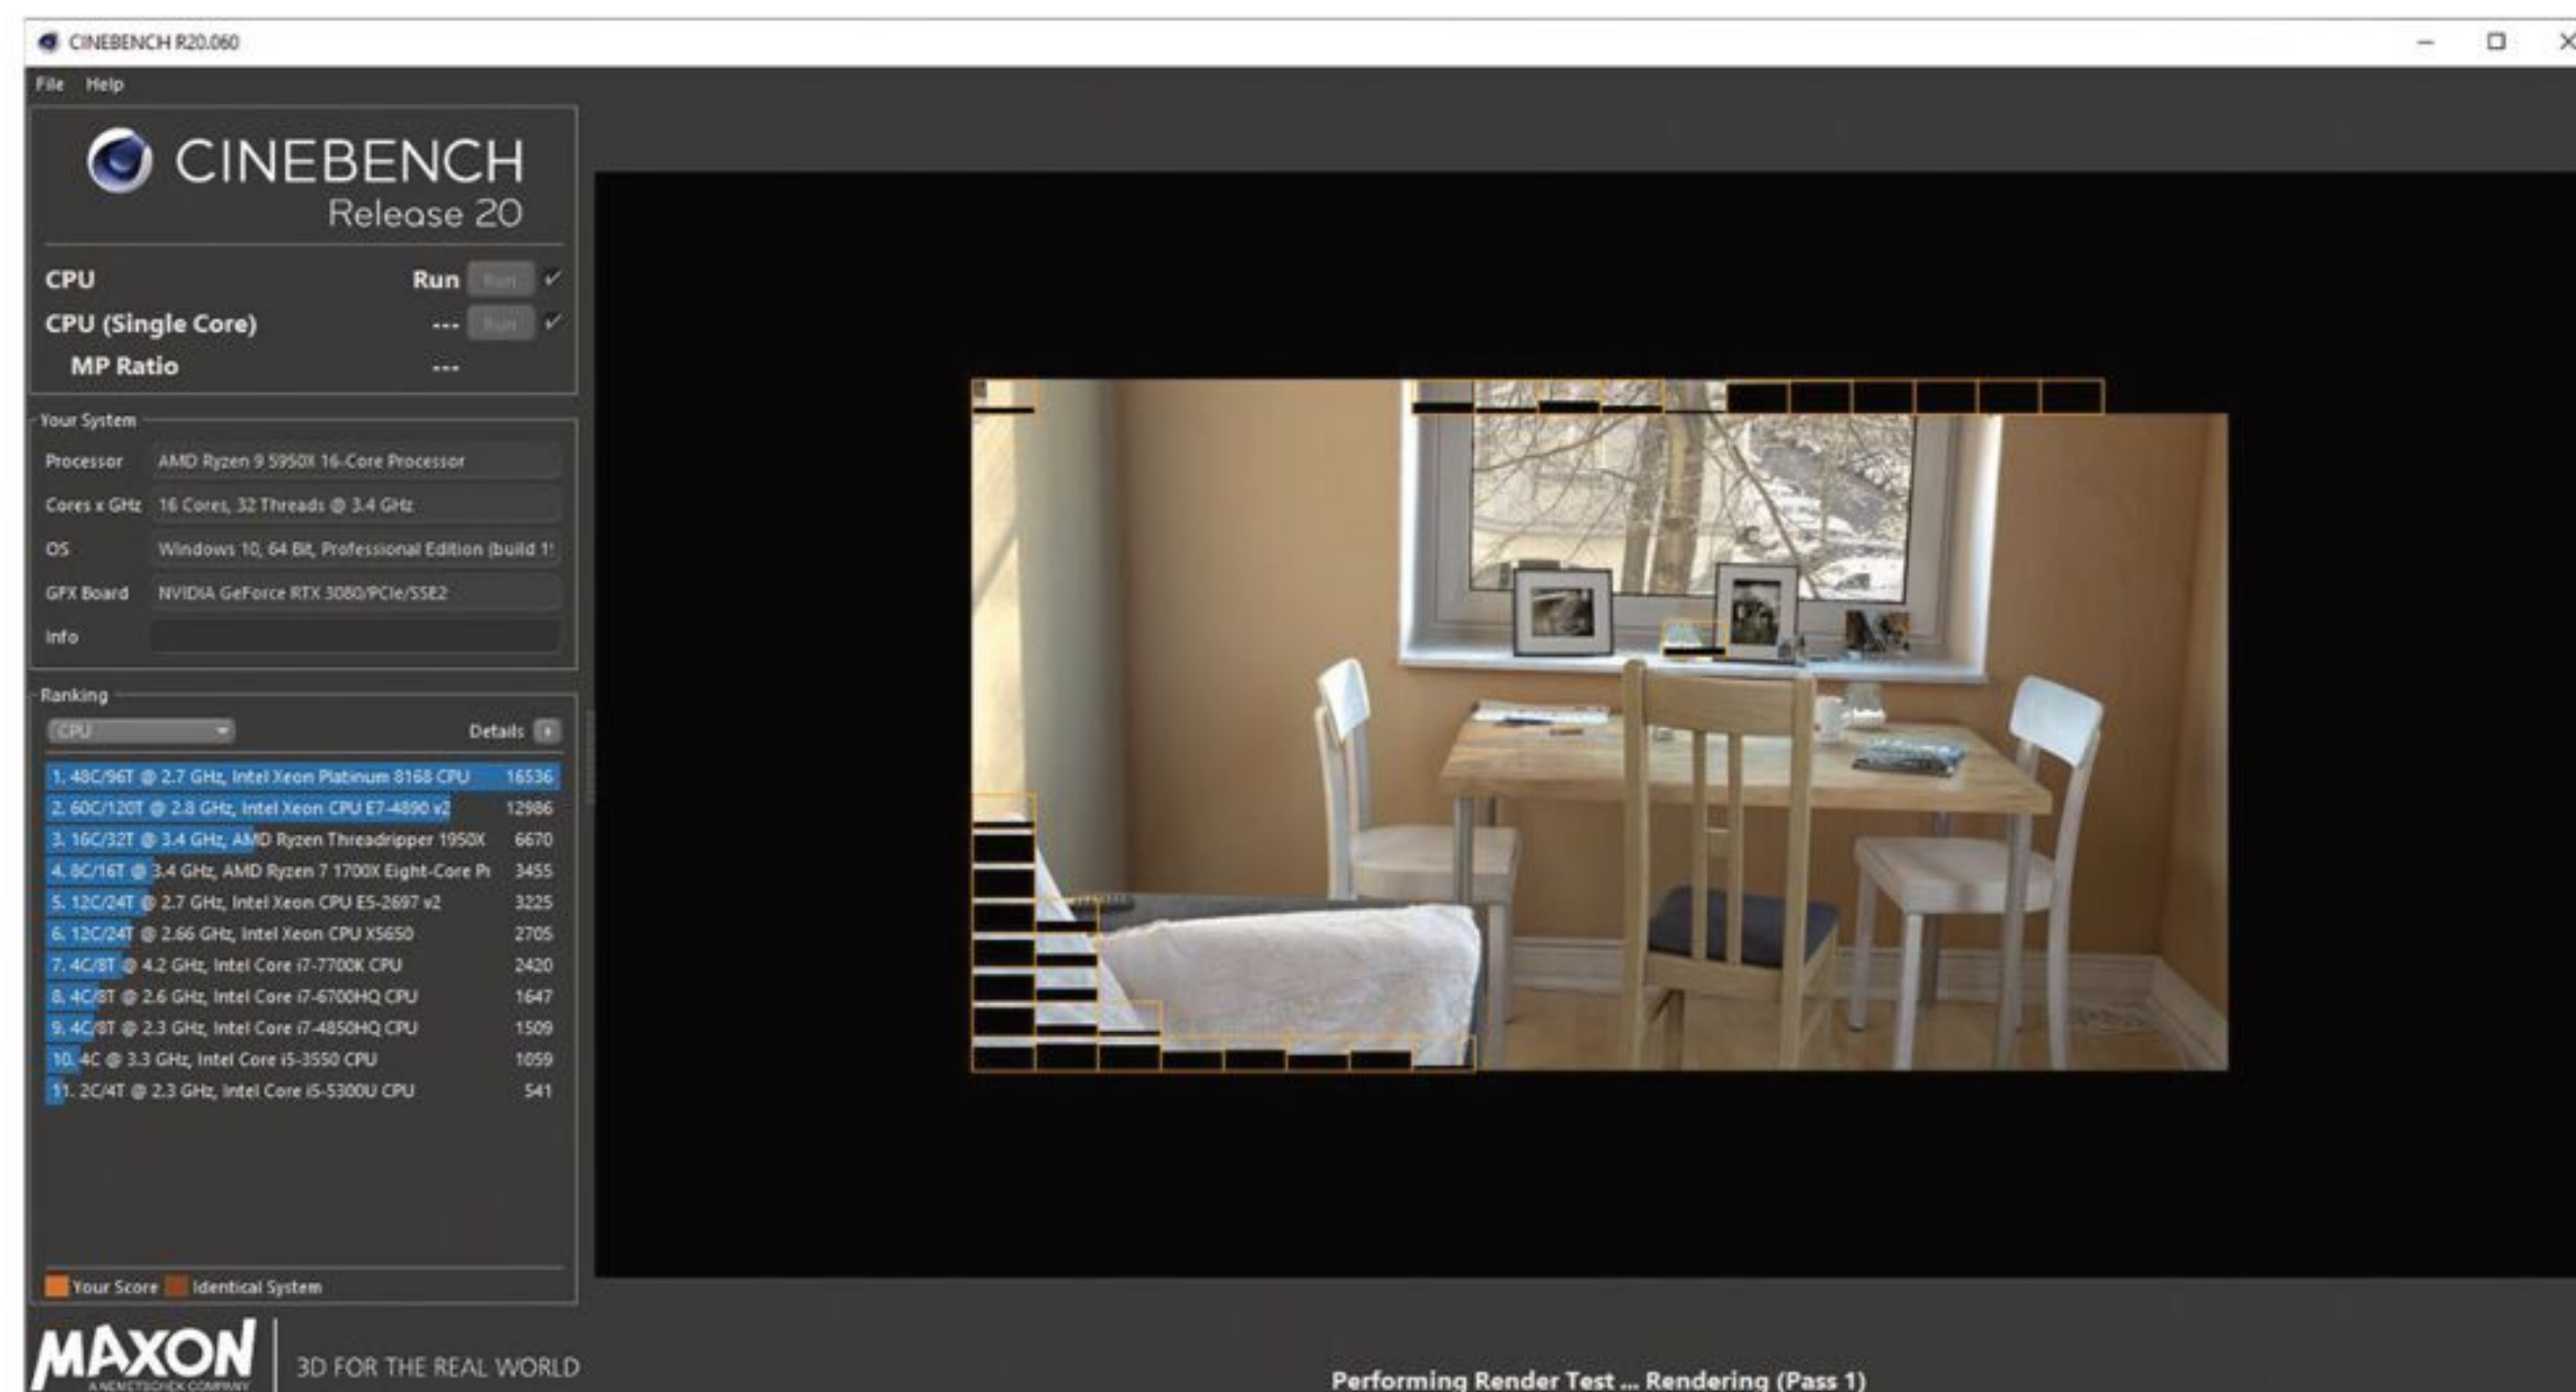 CINEBENCH R20.060
File Help
CINEBENCH
Release 20
CPU Run Run
CPU (Single Core) --- Run
MP Ratio ---
Your System
Processor AMD Ryzen 9 5950X 16-Core Processor
Cores x GHz 16 Cores, 32 Threads @ 3.4 GHz
OS Windows 10, 64 Bit, Professional Edition (build 1
GFX Board NVIDIA GeForce RTX 3080/PCIe/SSE2
Info
Ranking
CPU Details
1. 48C/96T @ 2.7 GHz, Intel Xeon Platinum 8168 CPU 16536
2. 60C/120T @ 2.8 GHz, Intel Xeon CPU E7-4890 v2 12986
3. 16C/32T @ 3.4 GHz, AMD Ryzen Threadripper 1950X 6670
4. 8C/16T @ 3.4 GHz, AMD Ryzen 7 1700X Eight-Core Pr 3455
5. 12C/24T @ 2.7 GHz, Intel Xeon CPU E5-2697 v2 3225
6. 12C/24T @ 2.66 GHz, Intel Xeon CPU X5650 2705
7. 4C/8T @ 4.2 GHz, Intel Core i7-7700K CPU 2420
8. 4C/8T @ 2.6 GHz, Intel Core i7-6700HQ CPU 1647
9. 4C/8T @ 2.3 GHz, Intel Core i7-4850HQ CPU 1509
10. 4C @ 3.3 GHz, Intel Core i5-3550 CPU 1059
11. 2C/4T @ 2.3 GHz, Intel Core i5-5300U CPU 541
Your Score Identical System
MAXON
A NEMETSCHEK COMPANY
3D FOR THE REAL WORLD
Performing Render Test ... Rendering (Pass 1)